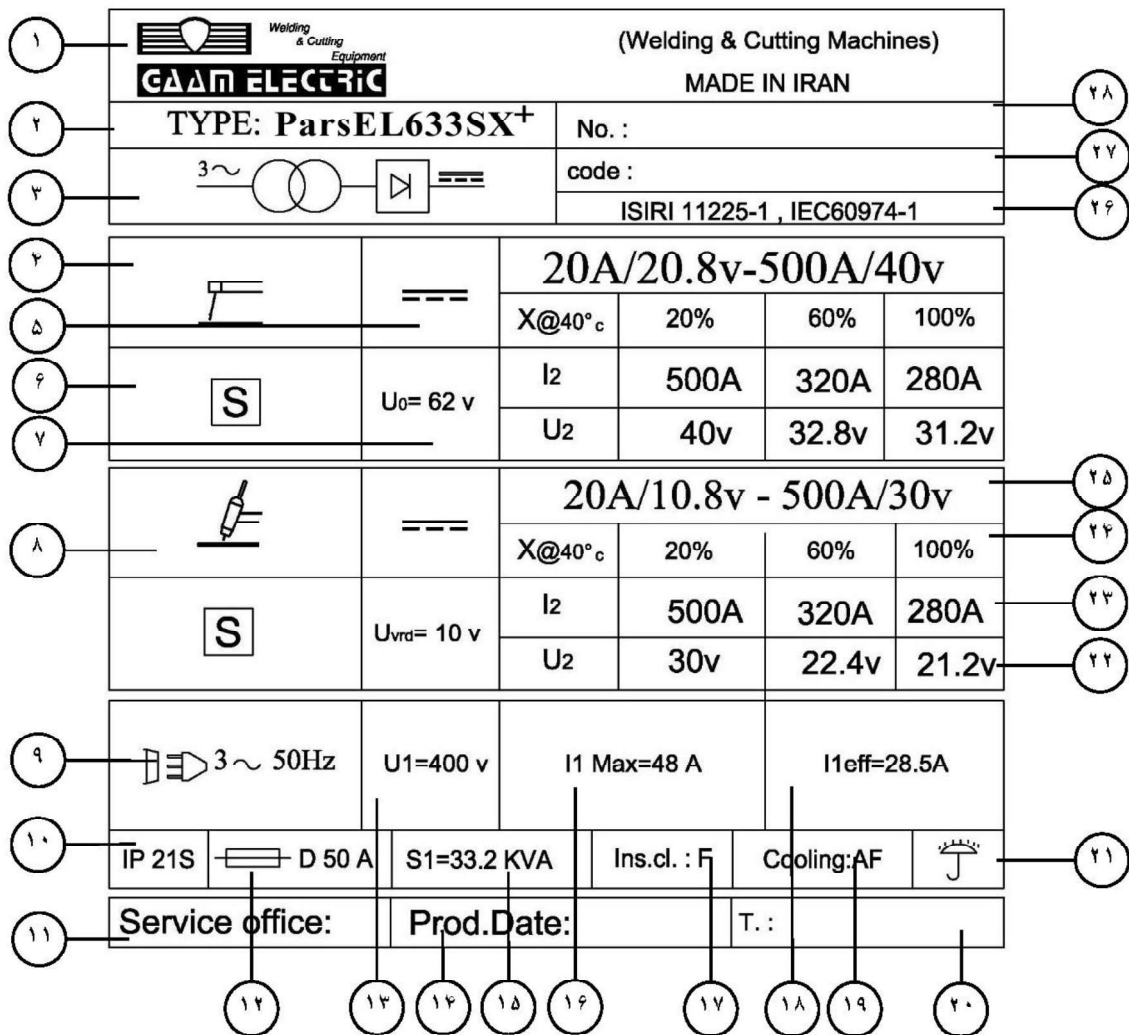 ۱
Welding
& Cutting
Equipment
GAAM ELECTRIC
(Welding & Cutting Machines)
MADE IN IRAN
۲۸
۲
TYPE: ParsEL633SX+
No. :
۲۷
۳
3~
code :
ISIRI 11225-1 , IEC60974-1
۲۶
۴
20A/20.8v-500A/40v
۵
X@40°c 20% 60% 100%
۶
S
U0= 62 v
I2 500A 320A 280A
۷
U2 40v 32.8v 31.2v
20A/10.8v - 500A/30v
۲۵
۸
X@40°c 20% 60% 100%
۲۴
S
Uvrd= 10 v
I2 500A 320A 280A
۲۳
U2 30v 22.4v 21.2v
۲۲
۹
3~ 50Hz
U1=400 v
I1 Max=48 A
I1eff=28.5A
۱۰
IP 21S
D 50 A
S1=33.2 KVA
Ins.cl. : F
Cooling:AF
۲۱
۱۱
Service office:
Prod.Date:
T. :
۱۲ ۱۳ ۱۴ ۱۵ ۱۶ ۱۷ ۱۸ ۱۹ ۲۰